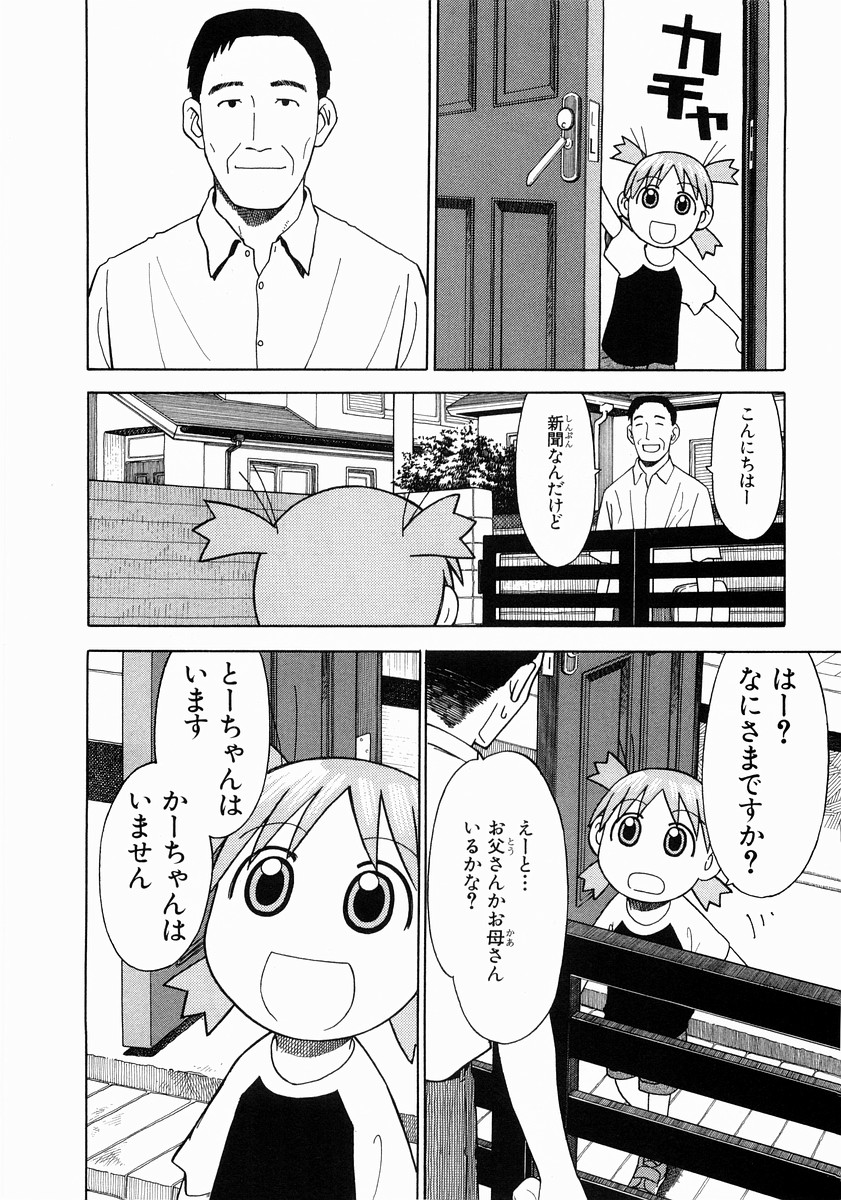 カチャ
こんにちはー
新聞なんだけど
はー?
なにさまですか?
えーと…
お父さんかお母さん
いるかな?
とーちゃんは
います
かーちゃんは
いません